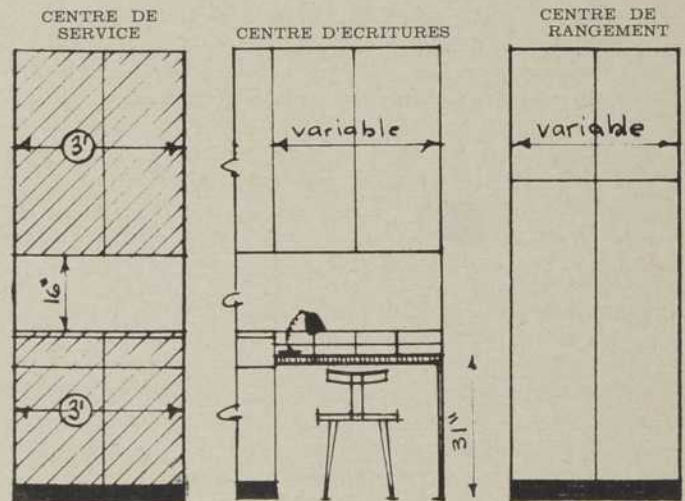 CENTRE DE
SERVICE
CENTRE D'ECRITURES
CENTRE DE
RANGEMENT
3'
variable
variable
16"
3'
31"